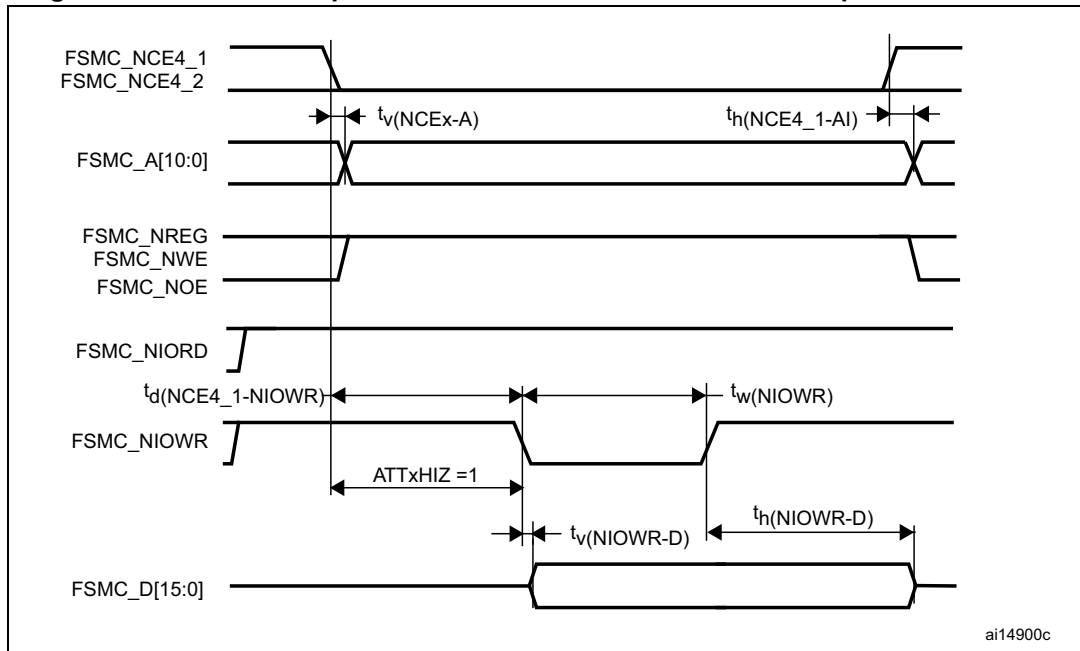 FSMC_NCE4_1
FSMC_NCE4_2
tv(NCEx-A)
th(NCE4_1-AI)
FSMC_A[10:0]
FSMC_NREG
FSMC_NWE
FSMC_NOE
FSMC_NIORD
td(NCE4_1-NIOWR)
tw(NIOWR)
FSMC_NIOWR
ATTxHIZ =1
th(NIOWR-D)
tv(NIOWR-D)
FSMC_D[15:0]
ai14900c